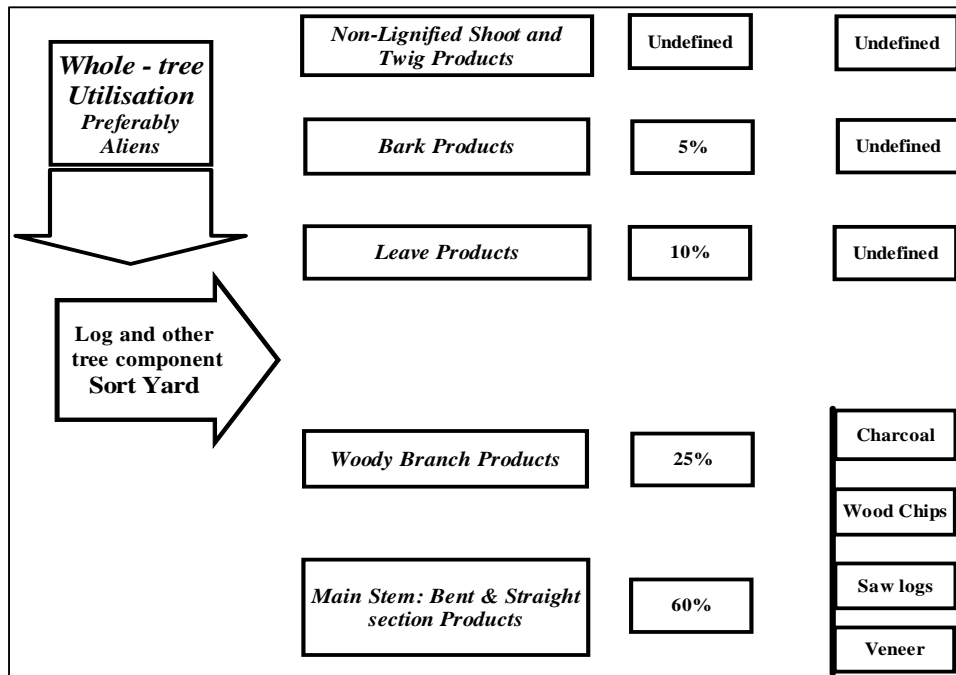 Whole - tree
Utilisation
Preferably
Aliens
Log and other
tree component
Sort Yard
Non-Lignified Shoot and
Twig Products
Undefined
Undefined
Bark Products
5%
Undefined
Leave Products
10%
Undefined
Woody Branch Products
25%
Main Stem: Bent & Straight
section Products
60%
Charcoal
Wood Chips
Saw logs
Veneer